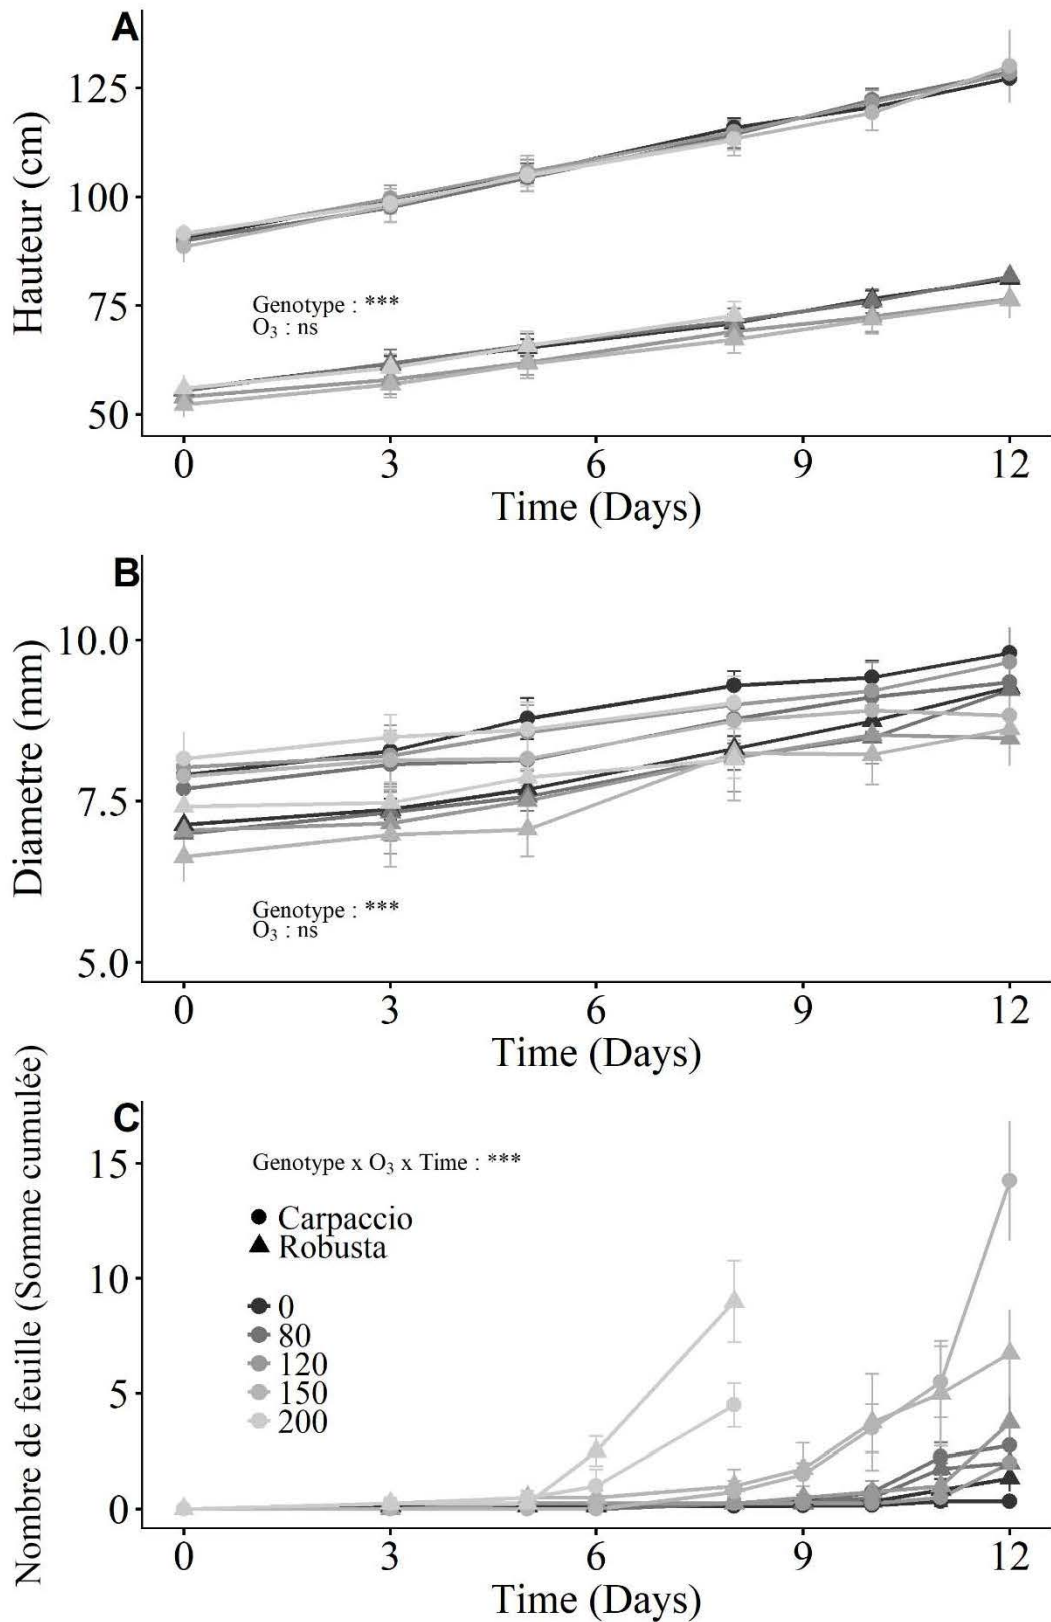 A
Hauteur (cm)
125
100
75
50
Genotype : ***
O₃ : ns
0 3 6 9 12
Time (Days)
B
Diametre (mm)
10.0
7.5
5.0
Genotype : ***
O₃ : ns
0 3 6 9 12
Time (Days)
C
Nombre de feuille (Somme cumulée)
15
10
5
0
Genotype x O₃ x Time : ***
Carpaccio
Robusta
0
80
120
150
200
0 3 6 9 12
Time (Days)